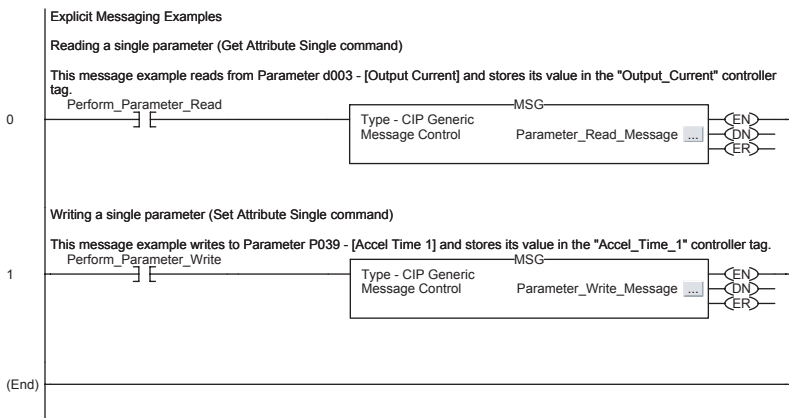 Explicit Messaging Examples
Reading a single parameter (Get Attribute Single command)
This message example reads from Parameter d003 - [Output Current] and stores its value in the "Output_Current" controller
tag.
Perform_Parameter_Read
MSG
0
Type - CIP Generic
EN
Message Control Parameter_Read_Message ...
DN
ER
Writing a single parameter (Set Attribute Single command)
This message example writes to Parameter P039 - [Accel Time 1] and stores its value in the "Accel_Time_1" controller tag.
Perform_Parameter_Write
MSG
1
Type - CIP Generic
EN
Message Control Parameter_Write_Message ...
DN
ER
(End)